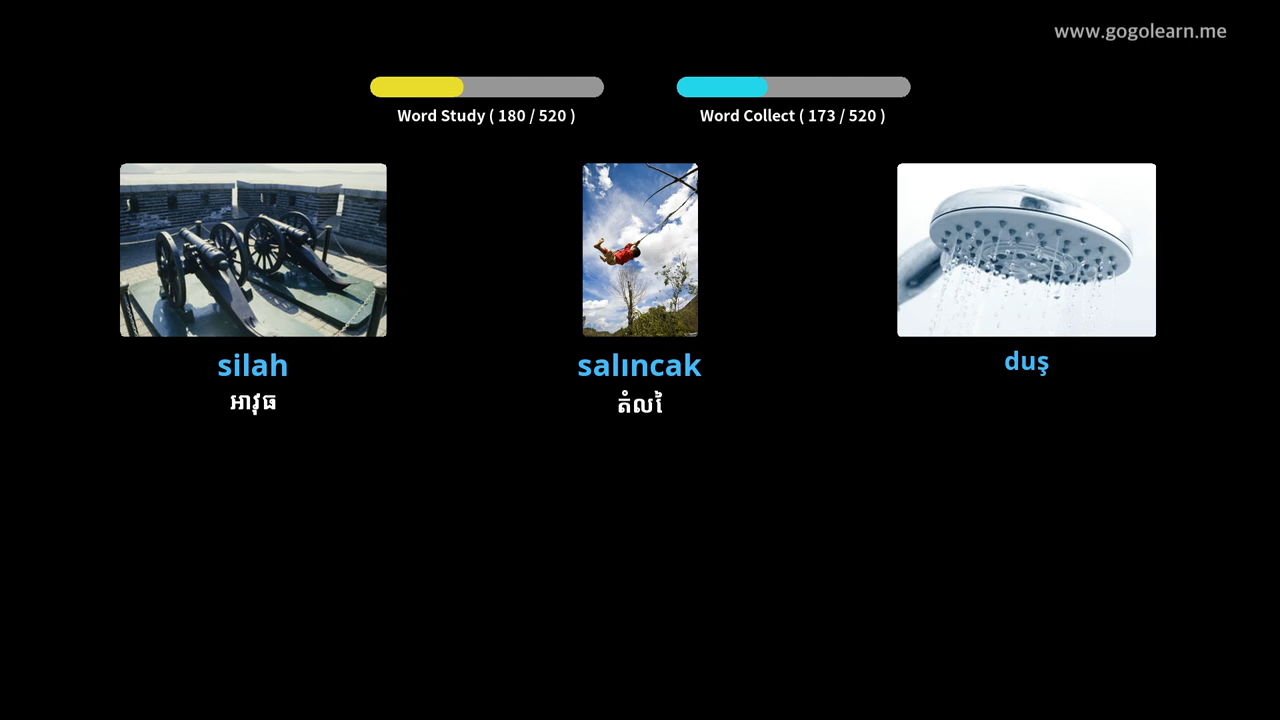 www.gogolearn.me
Word Study ( 180 / 520 )
Word Collect ( 173 / 520 )
silah
អាវុធ
salıncak
តំលៃ
duş